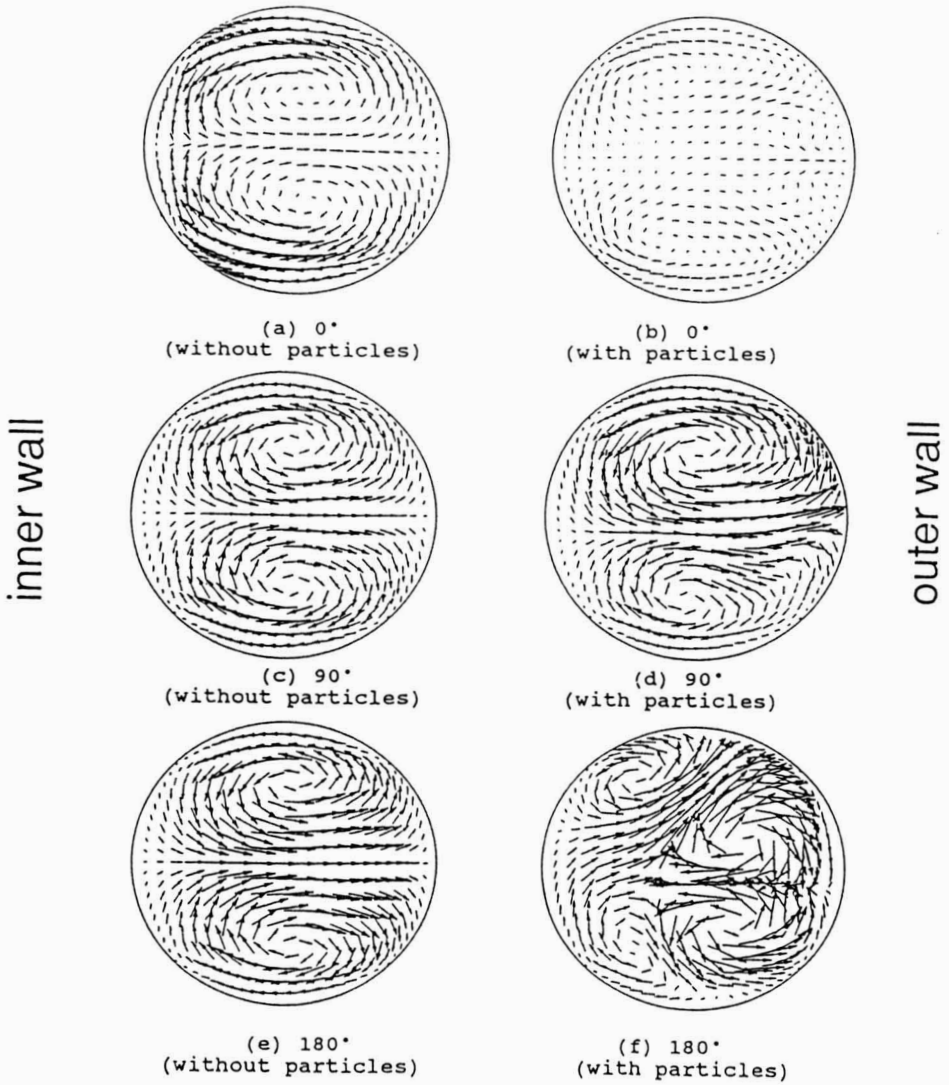 (a) 0°
(without particles)
(b) 0°
(with particles)
inner wall
outer wall
(c) 90°
(without particles)
(d) 90°
(with particles)
(e) 180°
(without particles)
(f) 180°
(with particles)